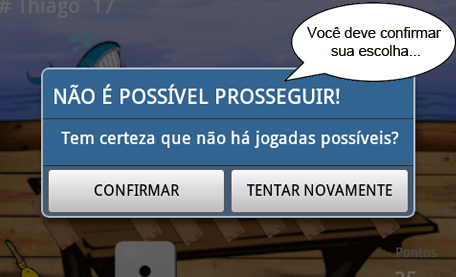 # Thiago 17
Você deve confirmar
sua escolha...
NÃO É POSSÍVEL PROSSEGUIR!
Tem certeza que não há jogadas possíveis?
CONFIRMAR
TENTAR NOVAMENTE
Pontos